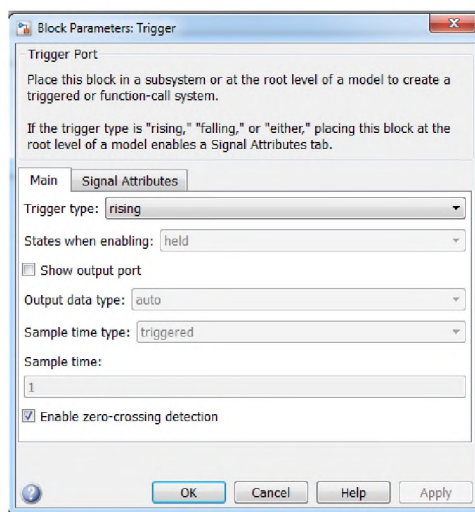 Block Parameters: Trigger
Trigger Port
Place this block in a subsystem or at the root level of a model to create a
triggered or function-call system.
If the trigger type is "rising," "falling," or "either," placing this block at the
root level of a model enables a Signal Attributes tab.
Main Signal Attributes
Trigger type: rising
States when enabling: held
Show output port
Output data type: auto
Sample time type: triggered
Sample time:
1
Enable zero-crossing detection
OK Cancel Help Apply